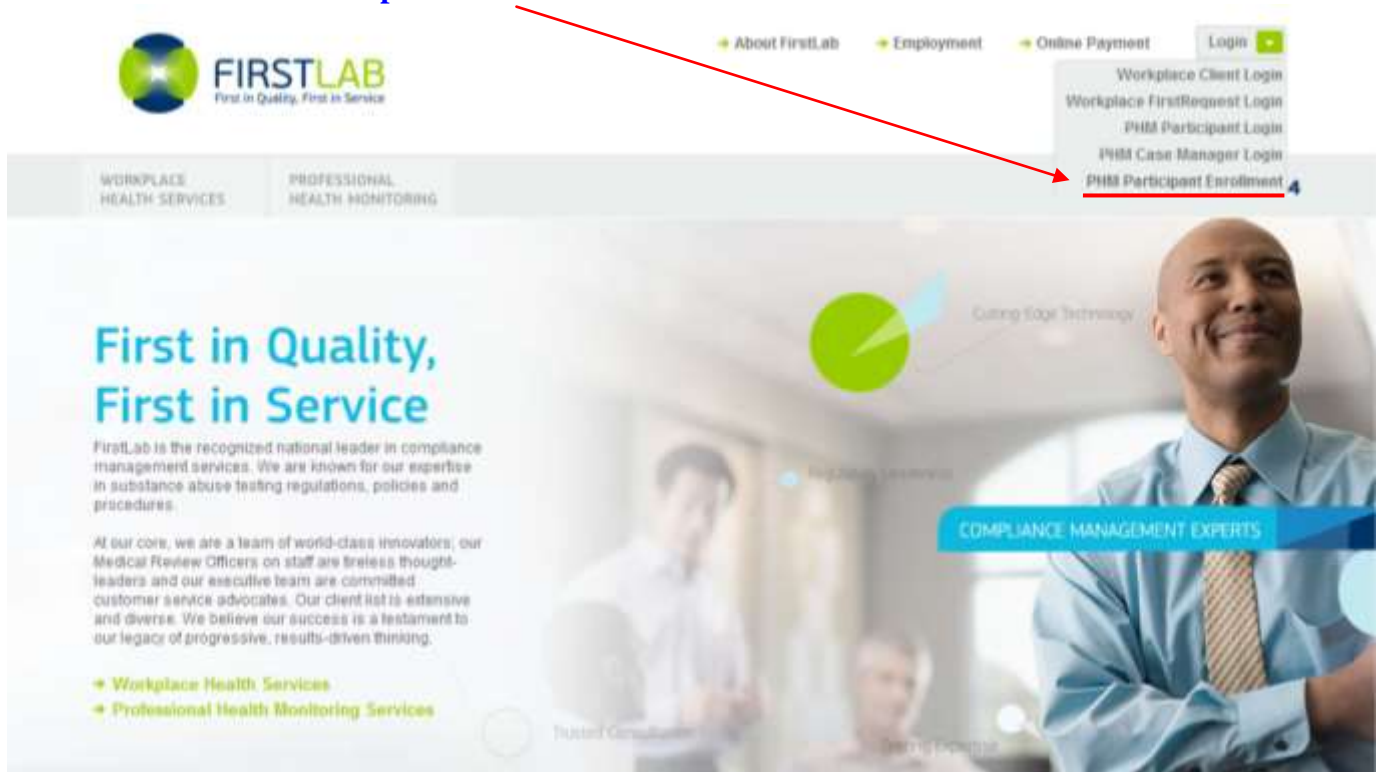 About FirstLab
Employment
Online Payment
Login
FIRSTLAB
First in Quality, First in Service
Workplace Client Login
Workplace FirstRequest Login
PHM Participant Login
PHM Case Manager Login
PHM Participant Enrollment
4
WORKPLACE
HEALTH SERVICES
PROFESSIONAL
HEALTH MONITORING
Cutting Edge Technology
First in Quality,
First in Service
FirstLab is the recognized national leader in compliance
management services. We are known for our expertise
in substance abuse testing regulations, policies and
procedures.
COMPLIANCE MANAGEMENT EXPERTS
At our core, we are a team of world-class innovators; our
Medical Review Officers on staff are tireless thought-
leaders and our executive team are committed
customer service advocates. Our client list is extensive
and diverse. We believe our success is a testament to
our legacy of progressive, results-driven thinking.
Workplace Health Services
Professional Health Monitoring Services
Trusted Consultation